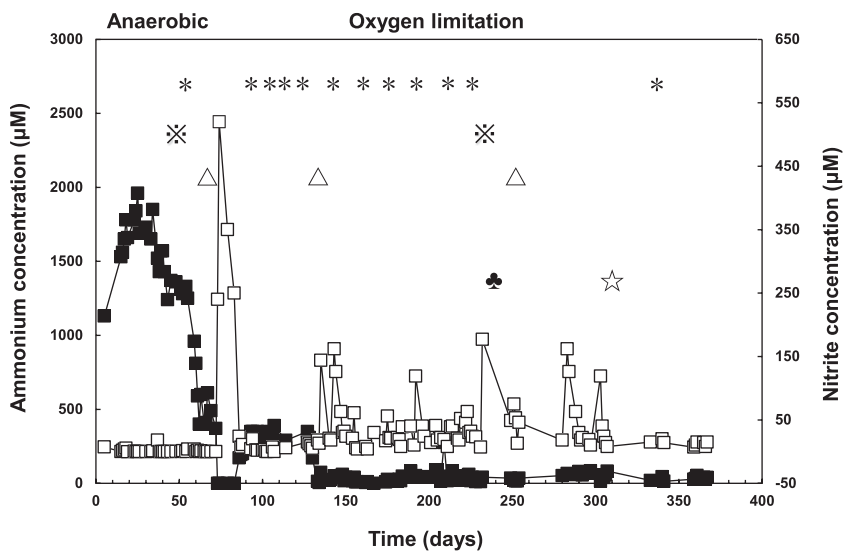 Anaerobic Oxygen limitation
3000 650
2500 550
2000 450
1500 350
1000 250
500 150
0 50
-50
0 50 100 150 200 250 300 350 400
Ammonium concentration (µM)
Nitrite concentration (µM)
Time (days)